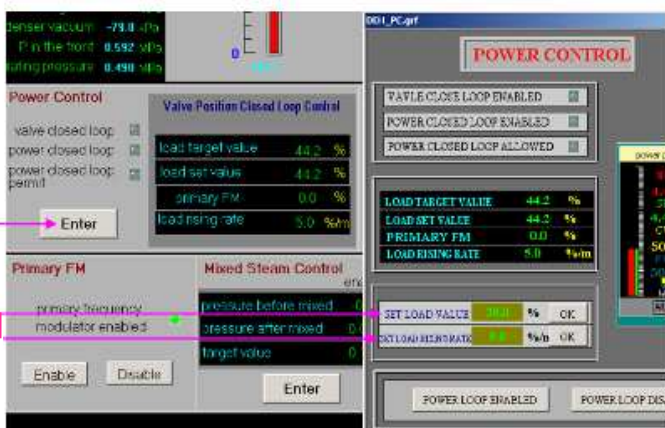 denser vacuum -79.0 kPa
P in the front 0.592 MPa
rating pressure 0.490 MPa
0
Power Control
valve closed loop
power closed loop
power closed loop
permit
Enter
Valve Position Closed Loop Control
load target value 44.2 %
load set value 44.2 %
primary FM 0.0 %
load rising rate 5.0 %/m
Primary FM
primary frequency
modulator enabled
Enable Disable
Mixed Steam Control
pressure before mixed
pressure after mixed
target value
Enter
POWER CONTROL
VAVLE CLOSE LOOP ENABLED
POWER CLOSED LOOP ENABLED
POWER CLOSED LOOP ALLOWED
LOAD TARGET VALUE 44.2 %
LOAD SET VALUE 44.2 %
PRIMARY FM 0.0 %
LOAD RISING RATE 5.0 %/m
SET LOAD VALUE % OK
SET LOAD RISING RATE %/m OK
POWER LOOP ENABLED POWER LOOP DIS